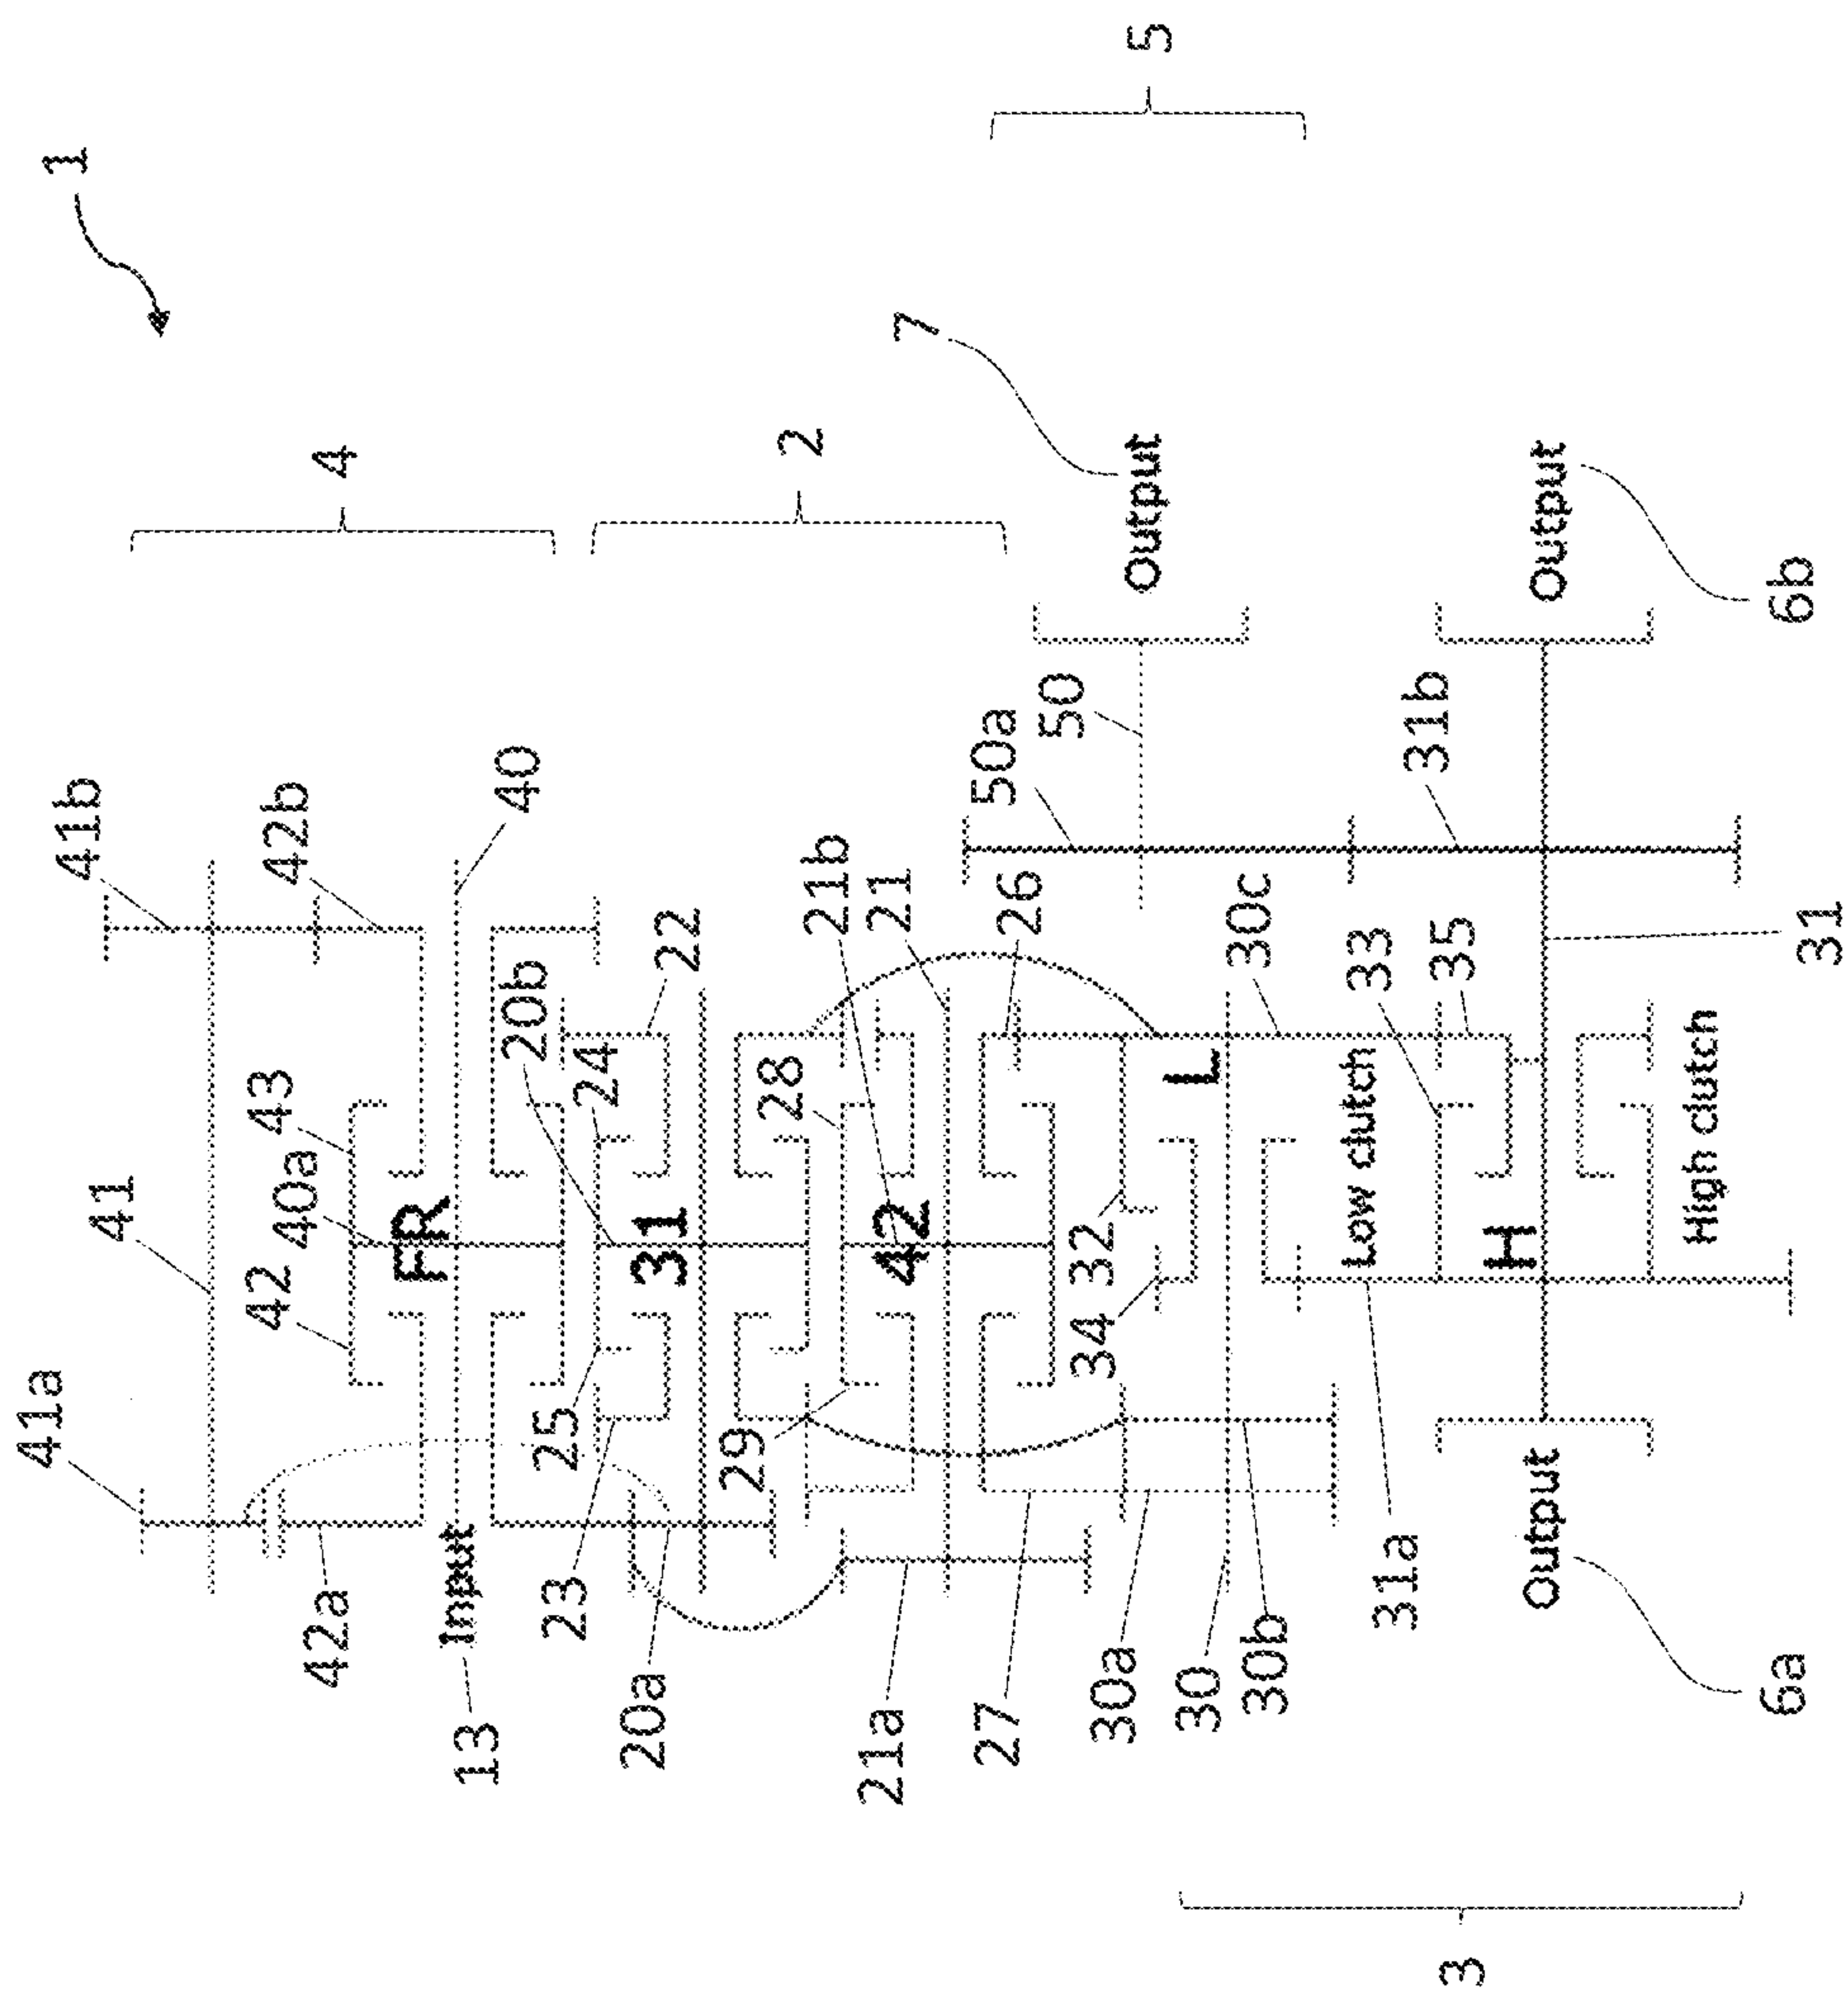 1
5
4
2
7
Output
Output
6b
41b
42b
40
50a
50
31b
41
43
40a
42
20b
22
24
21b
21
26
28
30c
33
35
31
FR
31
42
L
H
Low clutch
High clutch
32
34
41a
25
29
42a
Input
13
23
20a
21a
27
30a
30
30b
31a
Output
6a
3